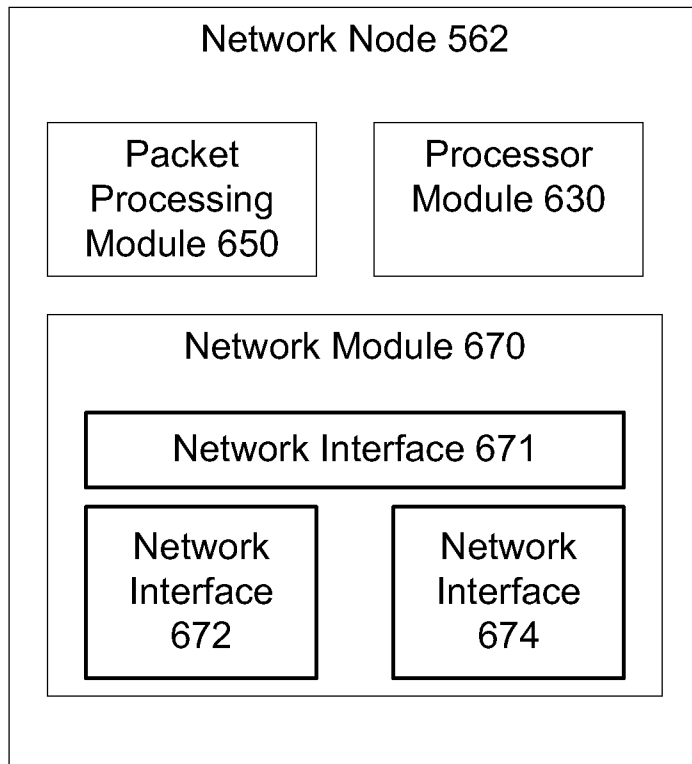 Network Node 562
Packet
Processing
Module 650
Processor
Module 630
Network Module 670
Network Interface 671
Network
Interface
672
Network
Interface
674